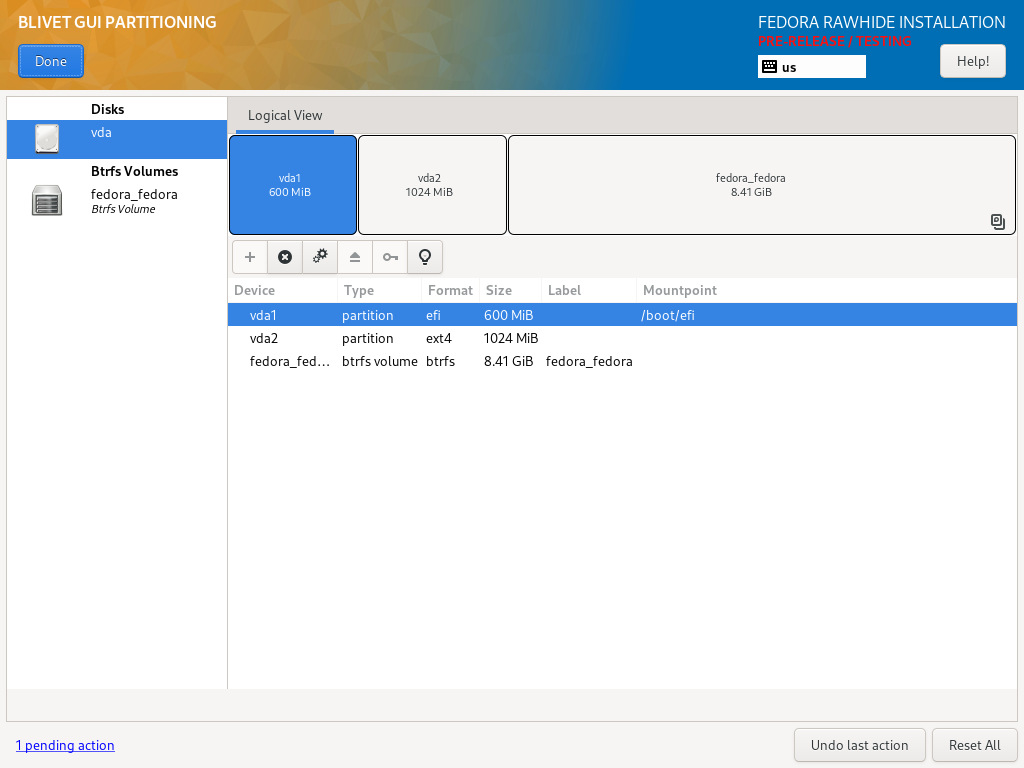 BLIVET GUI PARTITIONING
Done
FEDORA RAWHIDE INSTALLATION
PRE-RELEASE / TESTING
us
Help!
Disks
vda
Btrfs Volumes
fedora_fedora
Btrfs Volume
Logical View
vda1
600 MiB
vda2
1024 MiB
fedora_fedora
8.41 GiB
Device Type Format Size Label Mountpoint
vda1 partition efi 600 MiB /boot/efi
vda2 partition ext4 1024 MiB
fedora_fed... btrfs volume btrfs 8.41 GiB fedora_fedora
1 pending action
Undo last action
Reset All